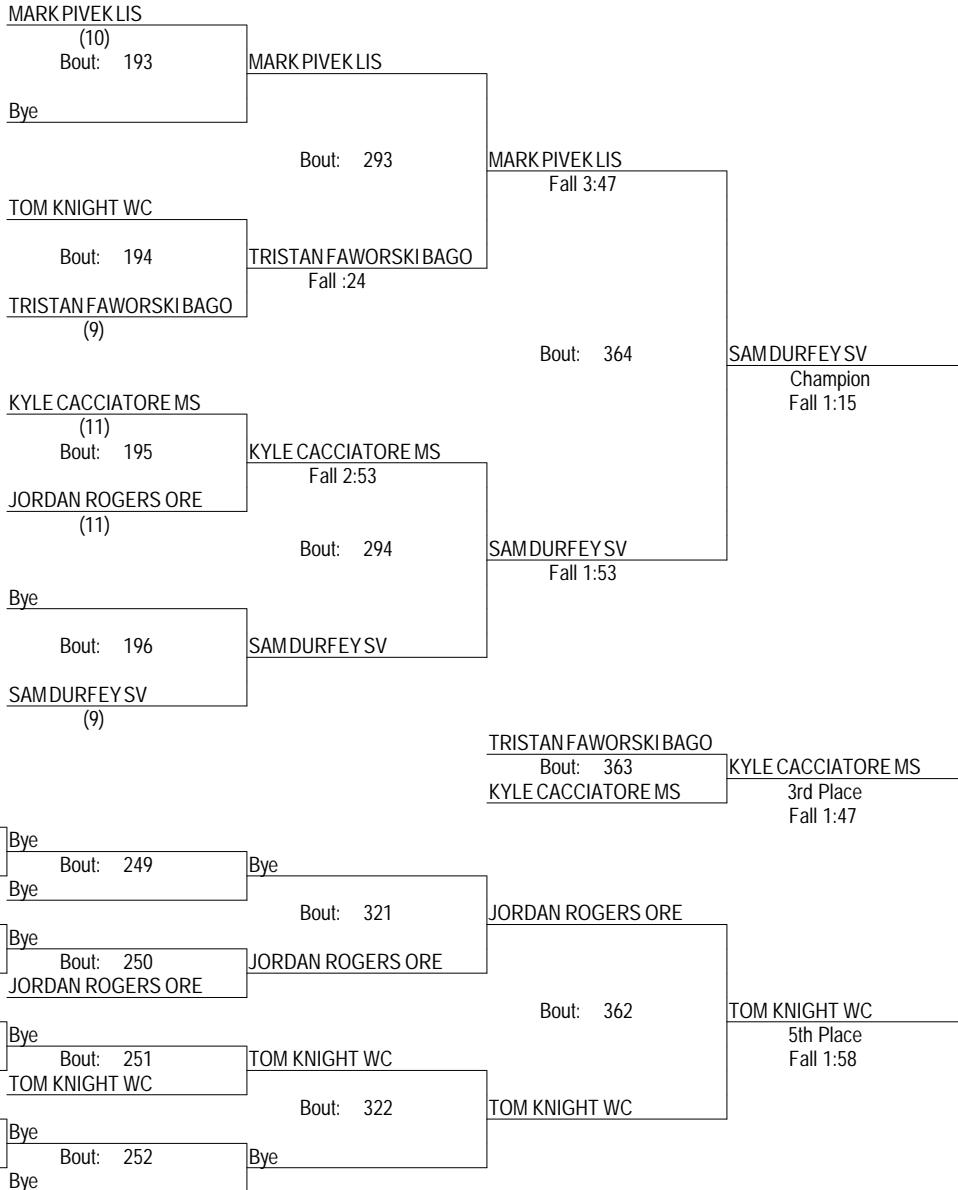 MARK PIVEK LIS
(10)
Bout: 193 MARK PIVEK LIS
Bye
Bout: 293 MARK PIVEK LIS
Fall 3:47
TOM KNIGHT WC
Bout: 194 TRISTAN FAWORSKI BAGO
Fall :24
TRISTAN FAWORSKI BAGO
(9)
Bout: 364 SAM DURFEY SV
Champion
Fall 1:15
KYLE CACCIATORE MS
(11)
Bout: 195 KYLE CACCIATORE MS
Fall 2:53
JORDAN ROGERS ORE
(11)
Bout: 294 SAM DURFEY SV
Fall 1:53
Bye
Bout: 196 SAM DURFEY SV
SAM DURFEY SV
(9)
TRISTAN FAWORSKI BAGO
Bout: 363 KYLE CACCIATORE MS
KYLE CACCIATORE MS 3rd Place
Fall 1:47
Bye
Bout: 249 Bye
Bye
Bout: 321 JORDAN ROGERS ORE
Bye
Bout: 250 JORDAN ROGERS ORE
JORDAN ROGERS ORE
Bout: 362 TOM KNIGHT WC
5th Place
Fall 1:58
Bye
Bout: 251 TOM KNIGHT WC
TOM KNIGHT WC
Bout: 322 TOM KNIGHT WC
Bye
Bout: 252 Bye
Bye